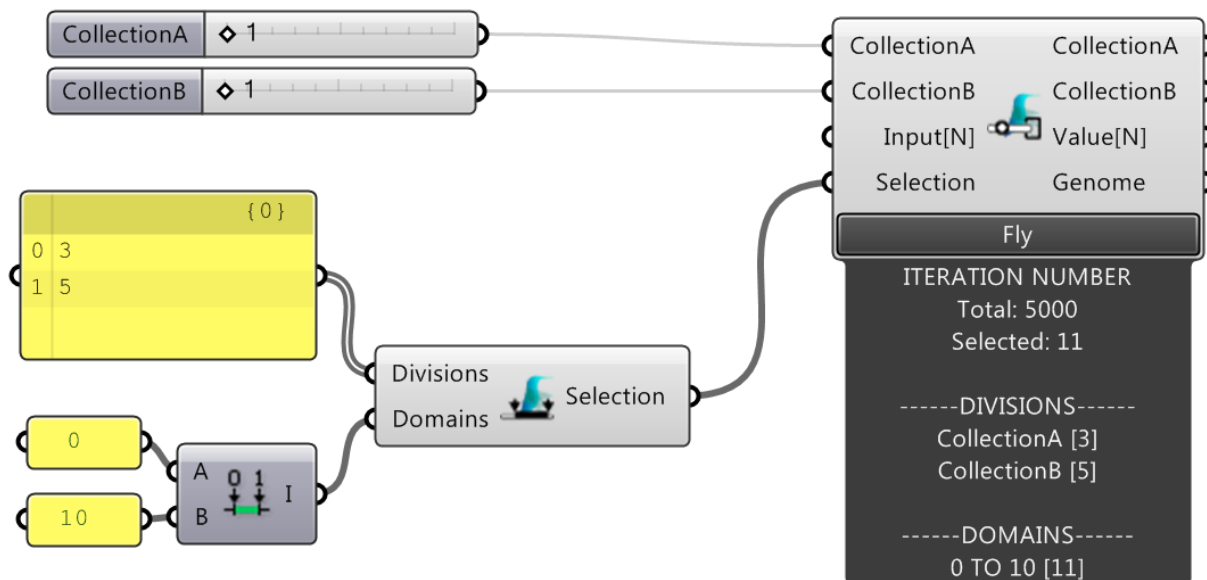 CollectionA 1
CollectionB 1
CollectionA CollectionA
CollectionB CollectionB
Input[N] Value[N]
Selection Genome
Fly
ITERATION NUMBER
Total: 5000
Selected: 11
------DIVISIONS------
CollectionA [3]
CollectionB [5]
------DOMAINS------
0 TO 10 [11]
{ 0 }
0 3
1 5
Divisions
Domains
Selection
0
10
A
B
0 1
I